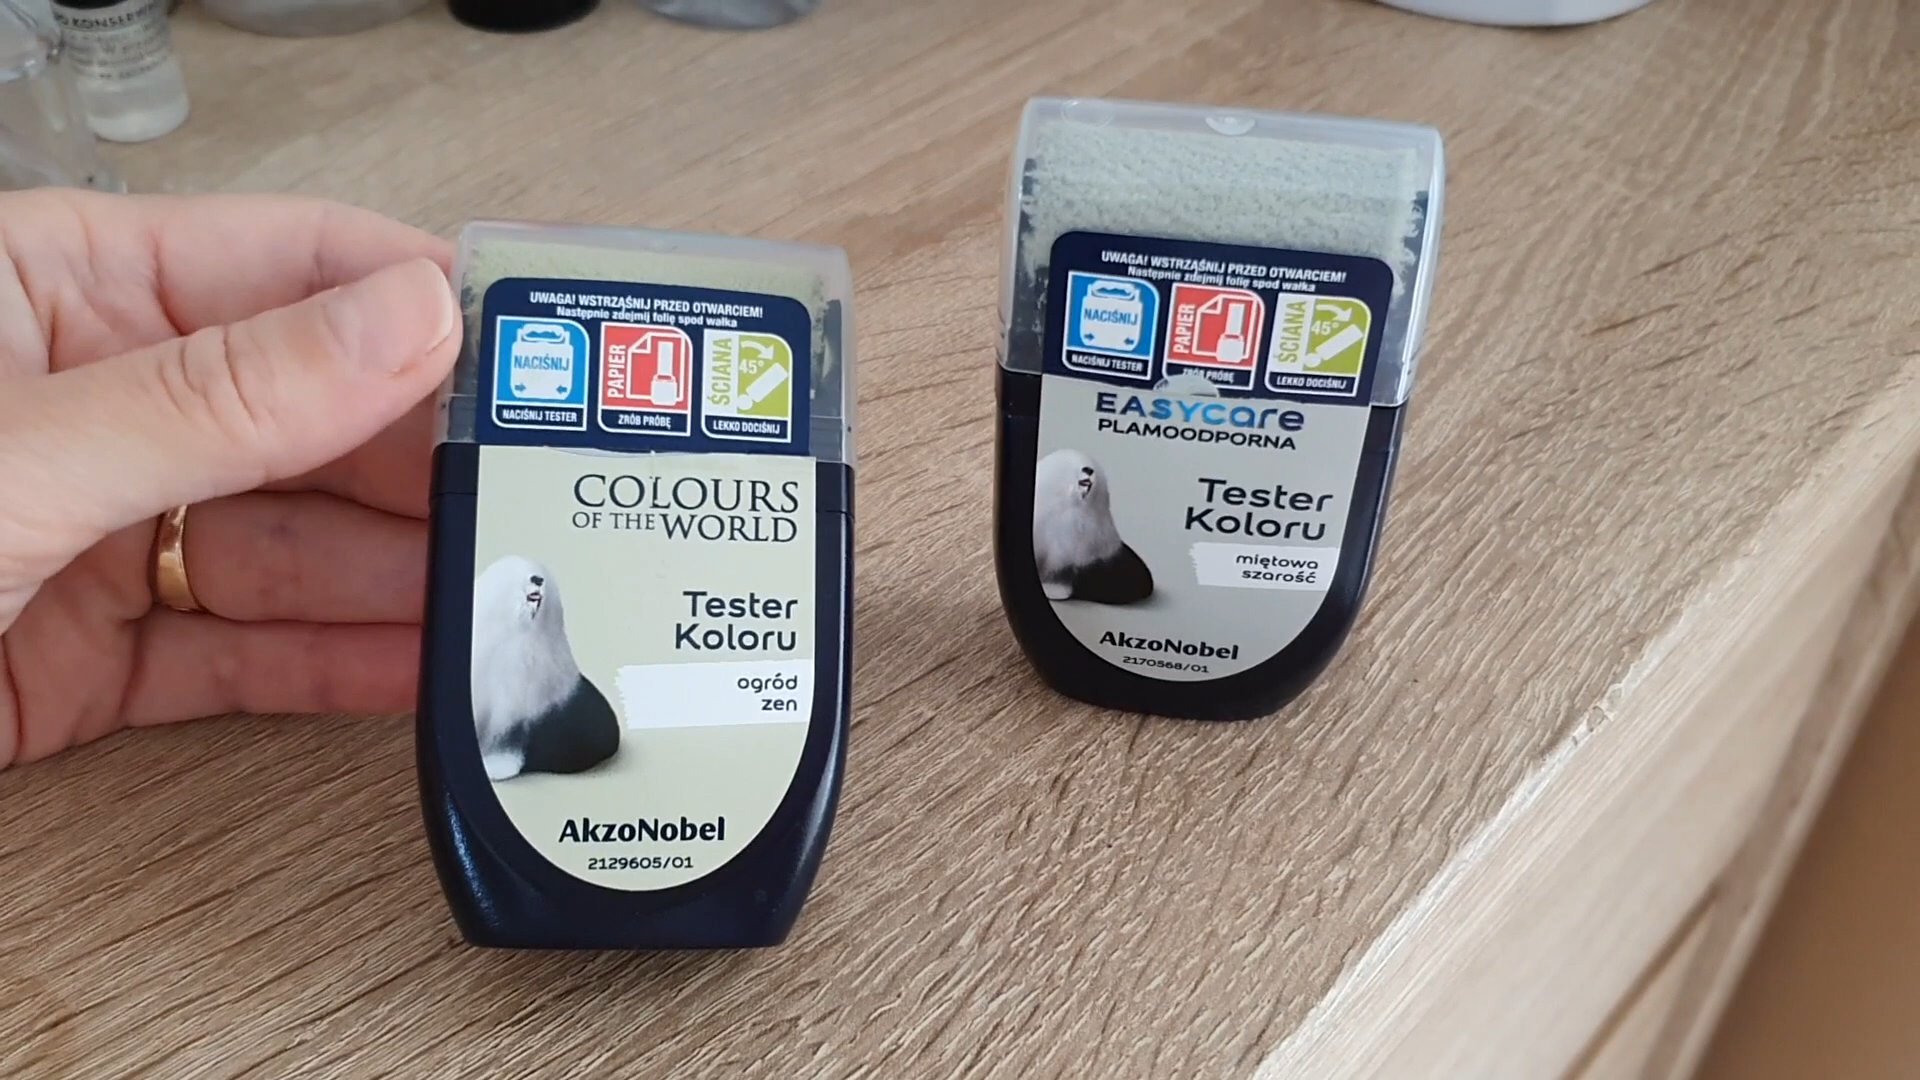 UWAGA! WSTRZĄŚNIJ PRZED OTWARCIEM!
Następnie zdejmij folię spod wałka
NACIŚNIJ
PAPIER
ŚCIANA
45°
NACIŚNIJ TESTER
ZRÓB PRÓBĘ
LEKKO DOCIŚNIJ
COLOURS
OF THE WORLD
Tester
Koloru
ogród
zen
AkzoNobel
2129605/01
UWAGA! WSTRZĄŚNIJ PRZED OTWARCIEM!
Następnie zdejmij folię spod wałka
NACIŚNIJ
PAPIER
ŚCIANA
45°
NACIŚNIJ TESTER
ZRÓB PRÓBĘ
LEKKO DOCIŚNIJ
EASYCare
PLAMOODPORNA
Tester
Koloru
miętowa
szarość
AkzoNobel
2170568/01